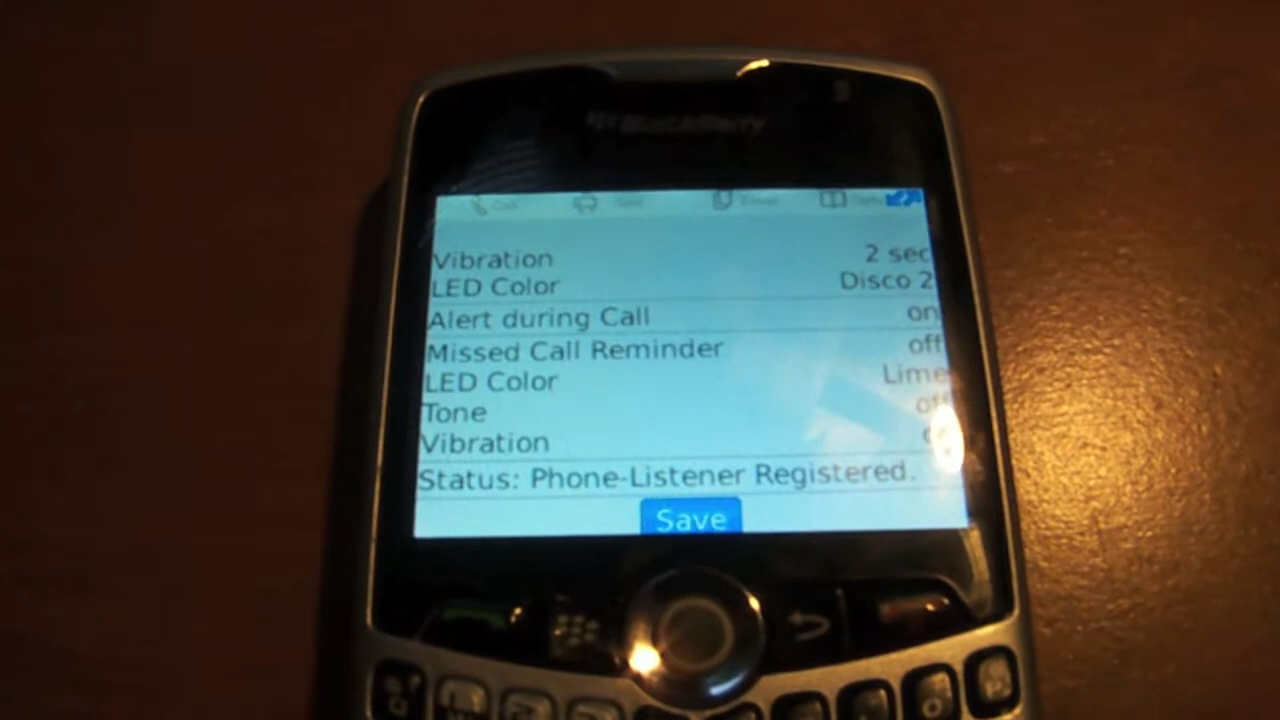 BlackBerry
Call
Vibration 2 sec
LED Color Disco 2
Alert during Call on
Missed Call Reminder off
LED Color Lime
Tone off
Vibration
Status: Phone-Listener Registered.
Save